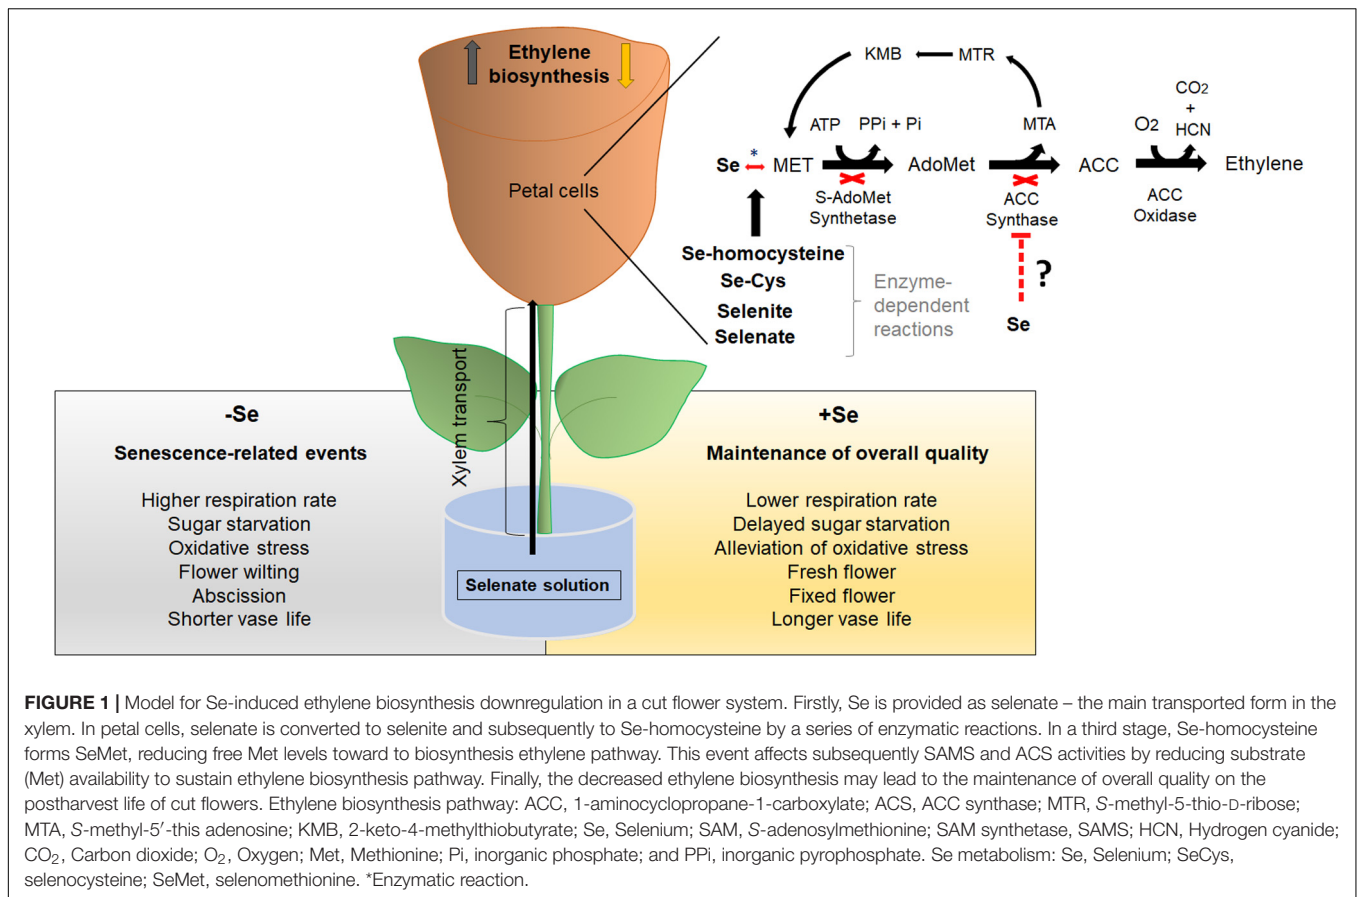 Ethylene
biosynthesis
Petal cells
KMB
MTR
ATP
PPi + Pi
MTA
O2
CO2
+
HCN
Se
*
MET
AdoMet
ACC
Ethylene
S-AdoMet
Synthetase
ACC
Synthase
ACC
Oxidase
Se-homocysteine
Se-Cys
Selenite
Selenate
Enzyme-
dependent
reactions
?
Se
Xylem transport
Selenate solution
-Se
Senescence-related events
Higher respiration rate
Sugar starvation
Oxidative stress
Flower wilting
Abscission
Shorter vase life
+Se
Maintenance of overall quality
Lower respiration rate
Delayed sugar starvation
Alleviation of oxidative stress
Fresh flower
Fixed flower
Longer vase life
FIGURE 1 | Model for Se-induced ethylene biosynthesis downregulation in a cut flower system. Firstly, Se is provided as selenate – the main transported form in the
xylem. In petal cells, selenate is converted to selenite and subsequently to Se-homocysteine by a series of enzymatic reactions. In a third stage, Se-homocysteine
forms SeMet, reducing free Met levels toward to biosynthesis ethylene pathway. This event affects subsequently SAMS and ACS activities by reducing substrate
(Met) availability to sustain ethylene biosynthesis pathway. Finally, the decreased ethylene biosynthesis may lead to the maintenance of overall quality on the
postharvest life of cut flowers. Ethylene biosynthesis pathway: ACC, 1-aminocyclopropane-1-carboxylate; ACS, ACC synthase; MTR, S-methyl-5-thio-D-ribose;
MTA, S-methyl-5′-this adenosine; KMB, 2-keto-4-methylthiobutyrate; Se, Selenium; SAM, S-adenosylmethionine; SAM synthetase, SAMS; HCN, Hydrogen cyanide;
CO₂, Carbon dioxide; O₂, Oxygen; Met, Methionine; Pi, inorganic phosphate; and PPi, inorganic pyrophosphate. Se metabolism: Se, Selenium; SeCys,
selenocysteine; SeMet, selenomethionine. *Enzymatic reaction.